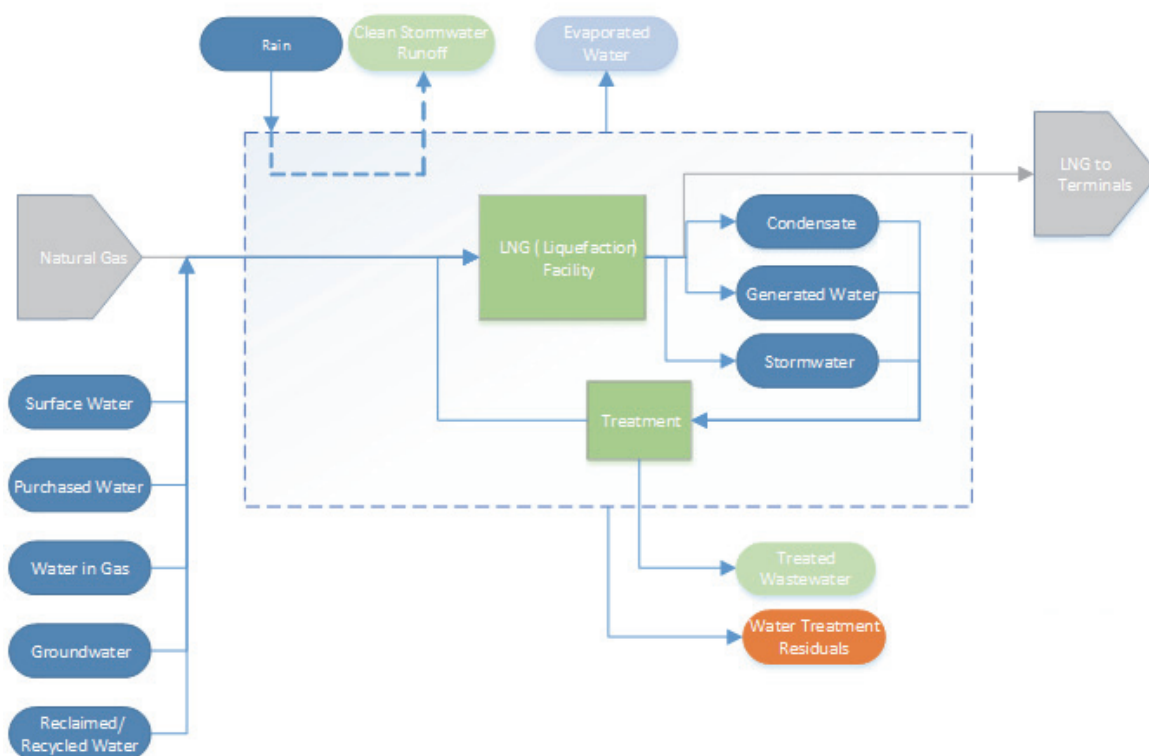 Rain
Clean Stormwater
Runoff
Evaporated
Water
LNG to
Terminals
Natural Gas
LNG ( Liquefaction)
Facility
Condensate
Generated Water
Stormwater
Treatment
Surface Water
Purchased Water
Water in Gas
Groundwater
Reclaimed/
Recycled Water
Treated
Wastewater
Water Treatment
Residuals